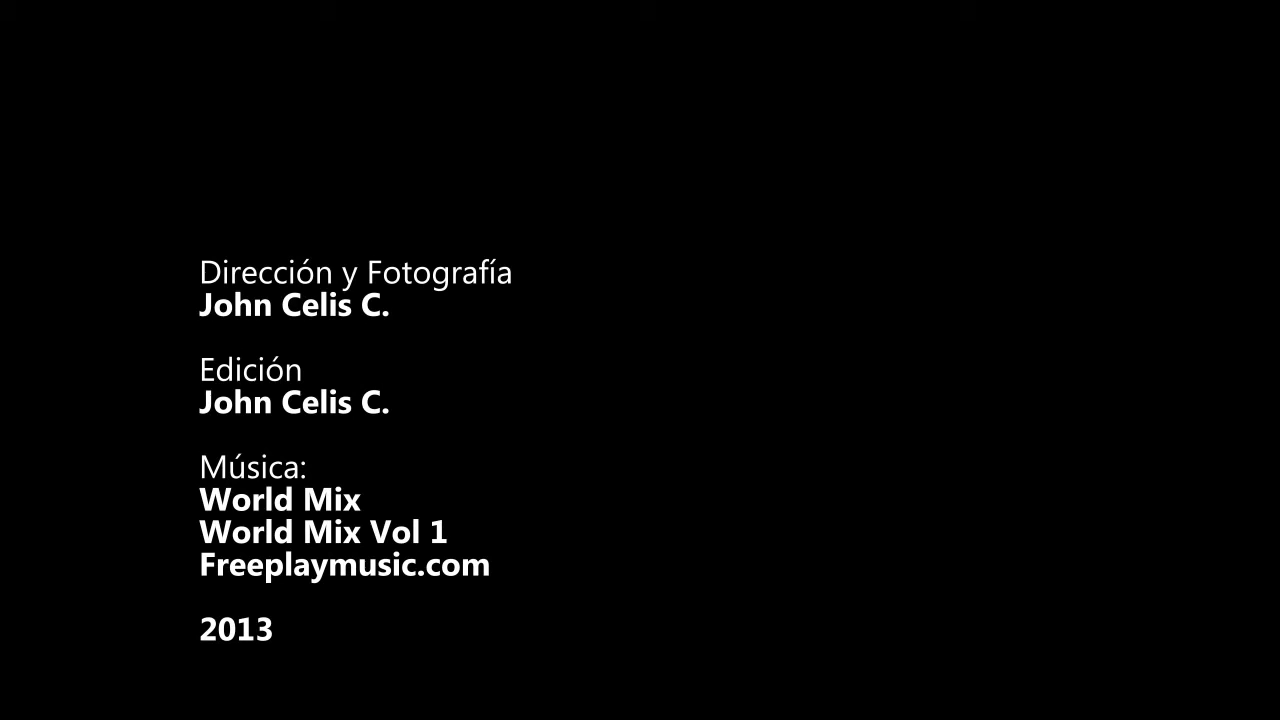 Dirección y Fotografía
John Celis C.
Edición
John Celis C.
Música:
World Mix
World Mix Vol 1
Freeplaymusic.com
2013